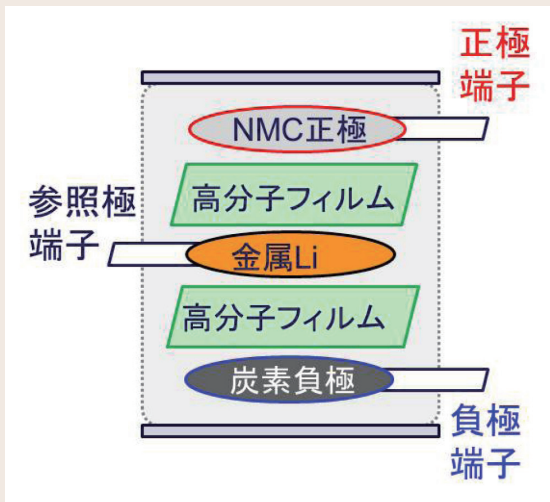 正極
端子
NMC正極
高分子フィルム
参照極
端子
金属Li
高分子フィルム
炭素負極
負極
端子